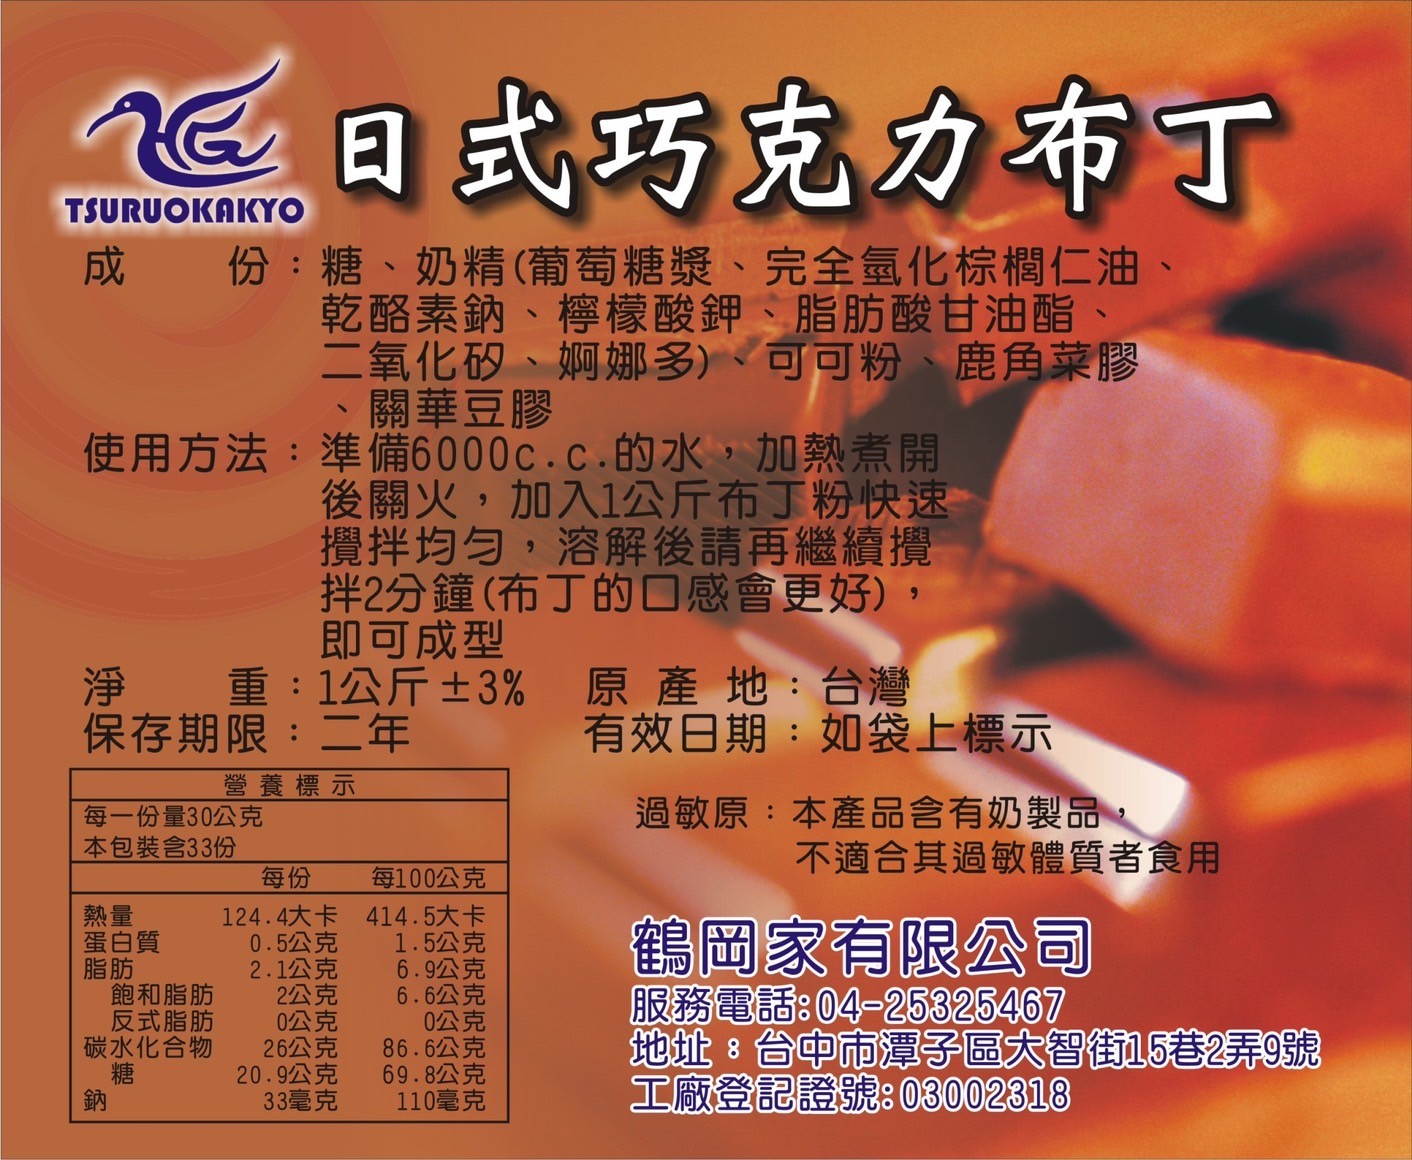 日式巧克力布丁
TSURUOKAKYO
成份：糖、奶精(葡萄糖漿、完全氫化棕櫚仁油、
乾酪素鈉、檸檬酸鉀、脂肪酸甘油酯、
二氧化矽、婀娜多)、可可粉、鹿角菜膠
、關華豆膠
使用方法：準備6000c.c.的水，加熱煮開
後關火，加入1公斤布丁粉快速
攪拌均勻，溶解後請再繼續攪
拌2分鐘(布丁的口感會更好)，
即可成型
淨重：1公斤±3% 原產地：台灣
保存期限：二年 有效日期：如袋上標示
營養標示
每一份量30公克
本包裝含33份
每份 每100公克
熱量 124.4大卡 414.5大卡
蛋白質 0.5公克 1.5公克
脂肪 2.1公克 6.9公克
飽和脂肪 2公克 6.6公克
反式脂肪 0公克 0公克
碳水化合物 26公克 86.6公克
糖 20.9公克 69.8公克
鈉 33毫克 110毫克
過敏原：本產品含有奶製品，
不適合其過敏體質者食用
鶴岡家有限公司
服務電話:04-25325467
地址：台中市潭子區大智街15巷2弄9號
工廠登記證號:03002318